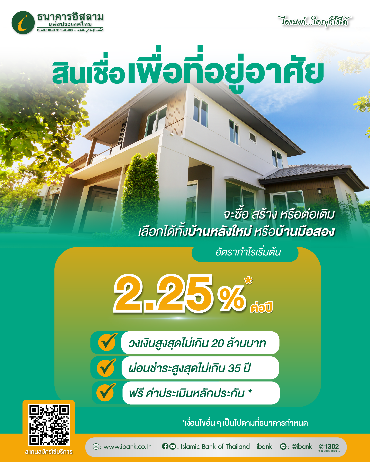 ธนาคารอิสลาม
แห่งประเทศไทย
สินเชื่อเพื่อที่อยู่อาศัย
จะซื้อ สร้าง หรือต่อเติม
เลือกได้ทั้งบ้านหลังใหม่ หรือบ้านมือสอง
อัตรากำไรเริ่มต้น
2.25%* ต่อปี
วงเงินสูงสุดไม่เกิน 20 ล้านบาท
ผ่อนชำระสูงสุดไม่เกิน 35 ปี
ฟรี ค่าประเมินหลักประกัน *
*เงื่อนไขอื่น ๆ เป็นไปตามที่ธนาคารกำหนด
: www.ibank.co.th : Islamic Bank of Thailand - ibank : @ibank 1302